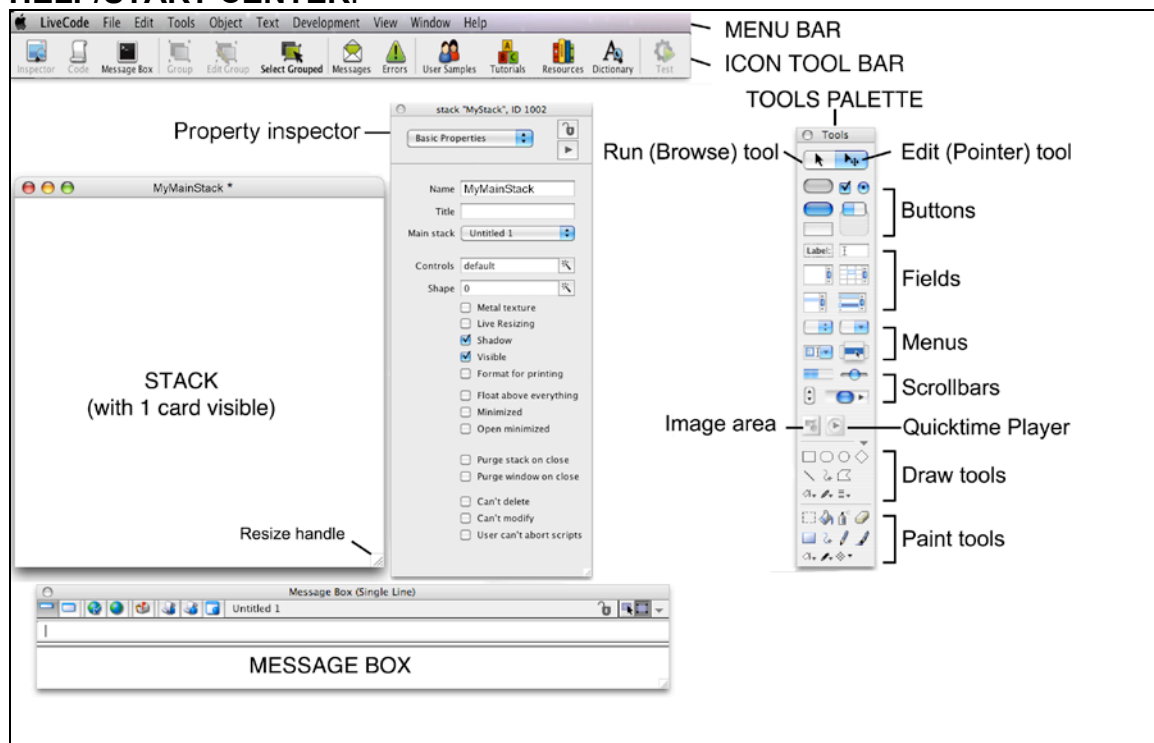 HELP/START CENTER.
LiveCode File Edit Tools Object Text Development View Window Help
MENU BAR
Inspector Code Message Box Group Edit Group Select Grouped Messages Errors User Samples Tutorials Resources Dictionary Test
ICON TOOL BAR
TOOLS PALETTE
stack "MyStack", ID 1002
Property inspector
Basic Properties
Tools
Run (Browse) tool
Edit (Pointer) tool
MyMainStack *
Name MyMainStack
Title
Main stack Untitled 1
Controls default
Shape 0
Metal texture
Live Resizing
Shadow
Visible
Format for printing
Float above everything
Minimized
Open minimized
Purge stack on close
Purge window on close
Can't delete
Can't modify
User can't abort scripts
STACK
(with 1 card visible)
Resize handle
Buttons
Label:
Fields
Menus
Scrollbars
Image area
Quicktime Player
Draw tools
Paint tools
Message Box (Single Line)
Untitled 1
MESSAGE BOX